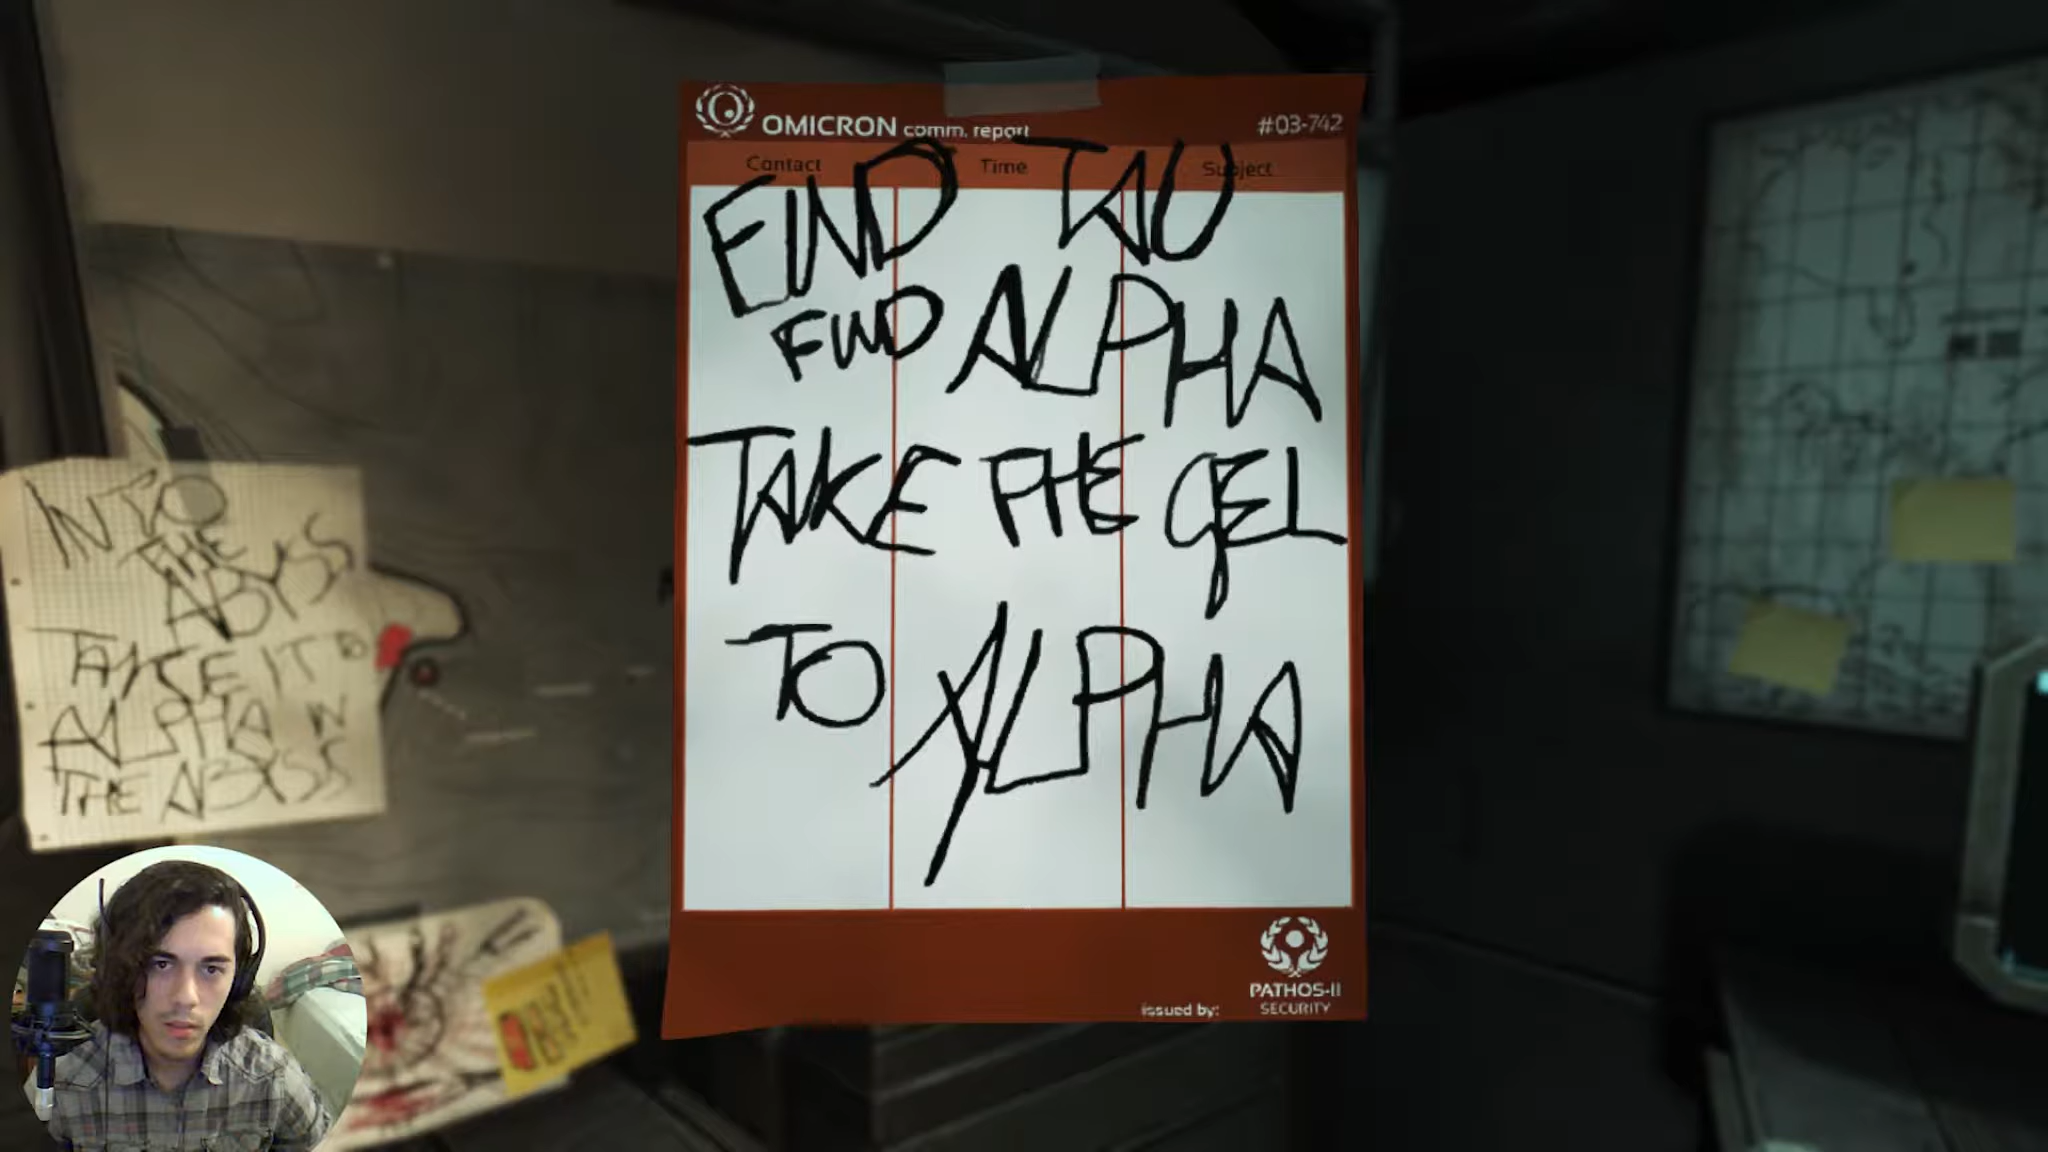 OMICRON comm. report #03-742
Contact Time Subject
FIND TAU
FIND ALPHA
TAKE THE GEL
TO ALPHA
issued by:
PATHOS-II
SECURITY
INTO
THE
ABYSS
TAKE IT TO
ALPHA IN
THE ABYSS